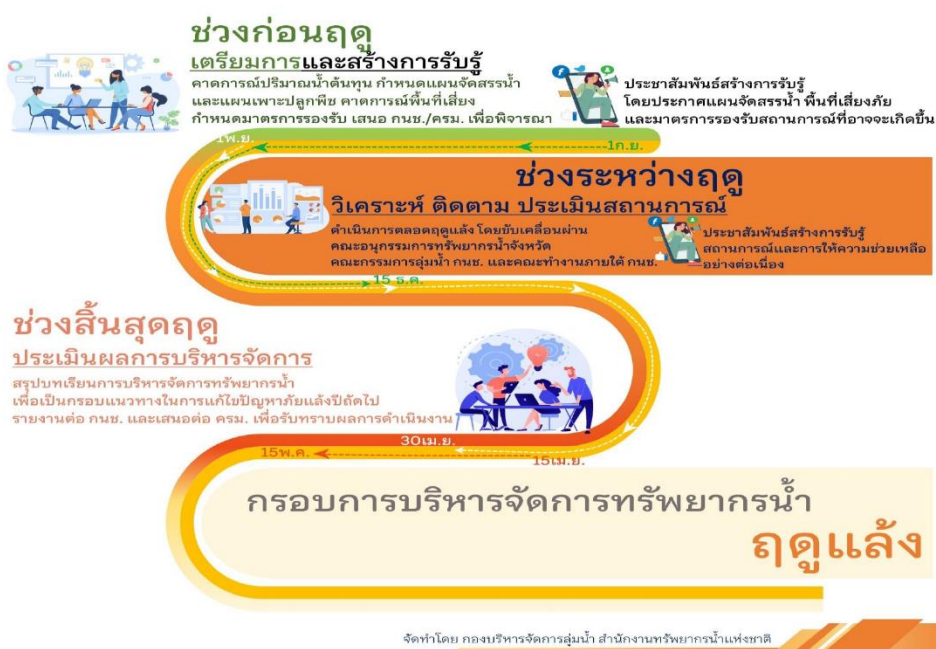 ช่วงก่อนฤดู
เตรียมการและสร้างการรับรู้
คาดการณ์ปริมาณน้ำต้นทุน กำหนดแผนจัดสรรน้ำ
และแผนเพาะปลูกพืช คาดการณ์พื้นที่เสี่ยง
กำหนดมาตรการรองรับ เสนอ กนช./ครม. เพื่อพิจารณา
ประชาสัมพันธ์สร้างการรับรู้
โดยประกาศแผนจัดสรรน้ำ พื้นที่เสี่ยงภัย
และมาตรการรองรับสถานการณ์ที่อาจจะเกิดขึ้น
1พ.ย.
1ก.ย.
ช่วงระหว่างฤดู
วิเคราะห์ ติดตาม ประเมินสถานการณ์
ดำเนินการตลอดฤดูแล้ง โดยขับเคลื่อนผ่าน
คณะอนุกรรมการทรัพยากรน้ำจังหวัด
คณะกรรมการลุ่มน้ำ กนช. และคณะทำงานภายใต้ กนช.
ประชาสัมพันธ์สร้างการรับรู้
สถานการณ์และการให้ความช่วยเหลือ
อย่างต่อเนื่อง
15 ธ.ค.
ช่วงสิ้นสุดฤดู
ประเมินผลการบริหารจัดการ
สรุปบทเรียนการบริหารจัดการทรัพยากรน้ำ
เพื่อเป็นกรอบแนวทางในการแก้ไขปัญหาภัยแล้งปีถัดไป
รายงานต่อ กนช. และเสนอต่อ ครม. เพื่อรับทราบผลการดำเนินงาน
30เม.ย.
15พ.ค.
15เม.ย.
กรอบการบริหารจัดการทรัพยากรน้ำ
ฤดูแล้ง
จัดทำโดย กองบริหารจัดการลุ่มน้ำ สำนักงานทรัพยากรน้ำแห่งชาติ